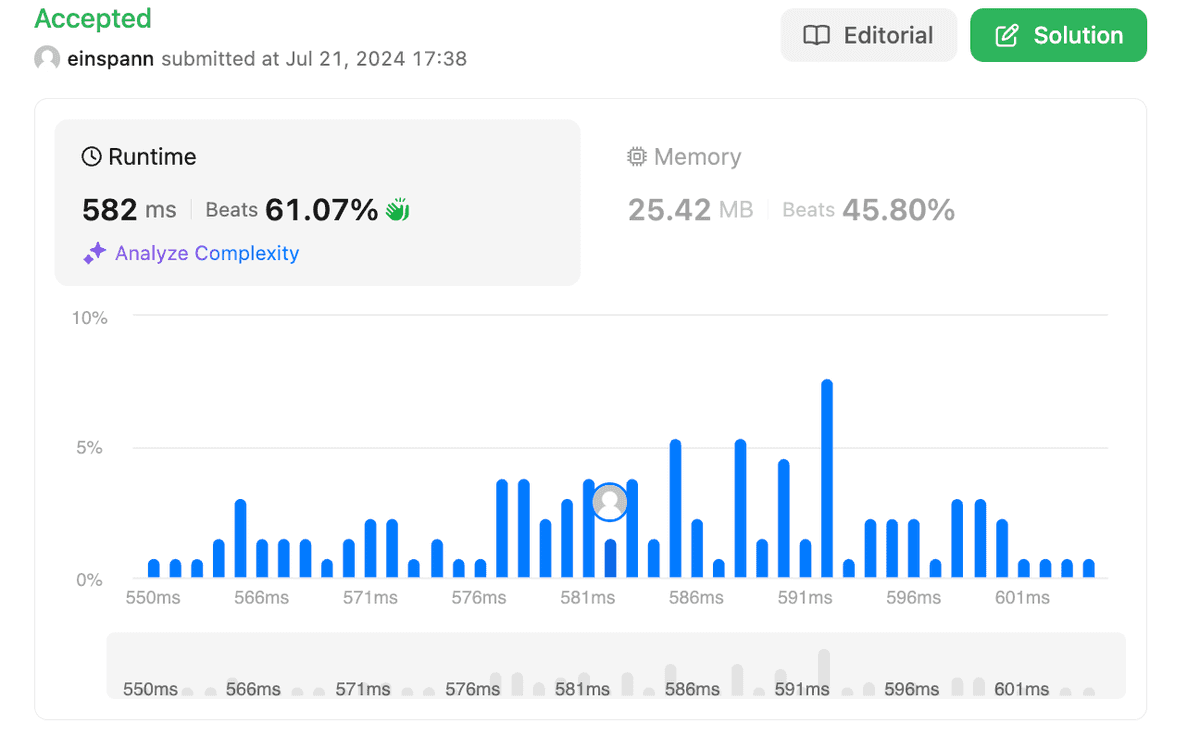 Accepted
Editorial
Solution
einspann submitted at Jul 21, 2024 17:38
Runtime
Memory
582 ms Beats 61.07%
25.42 MB Beats 45.80%
Analyze Complexity
10%
5%
0%
550ms 566ms 571ms 576ms 581ms 586ms 591ms 596ms 601ms
550ms 566ms 571ms 576ms 581ms 586ms 591ms 596ms 601ms